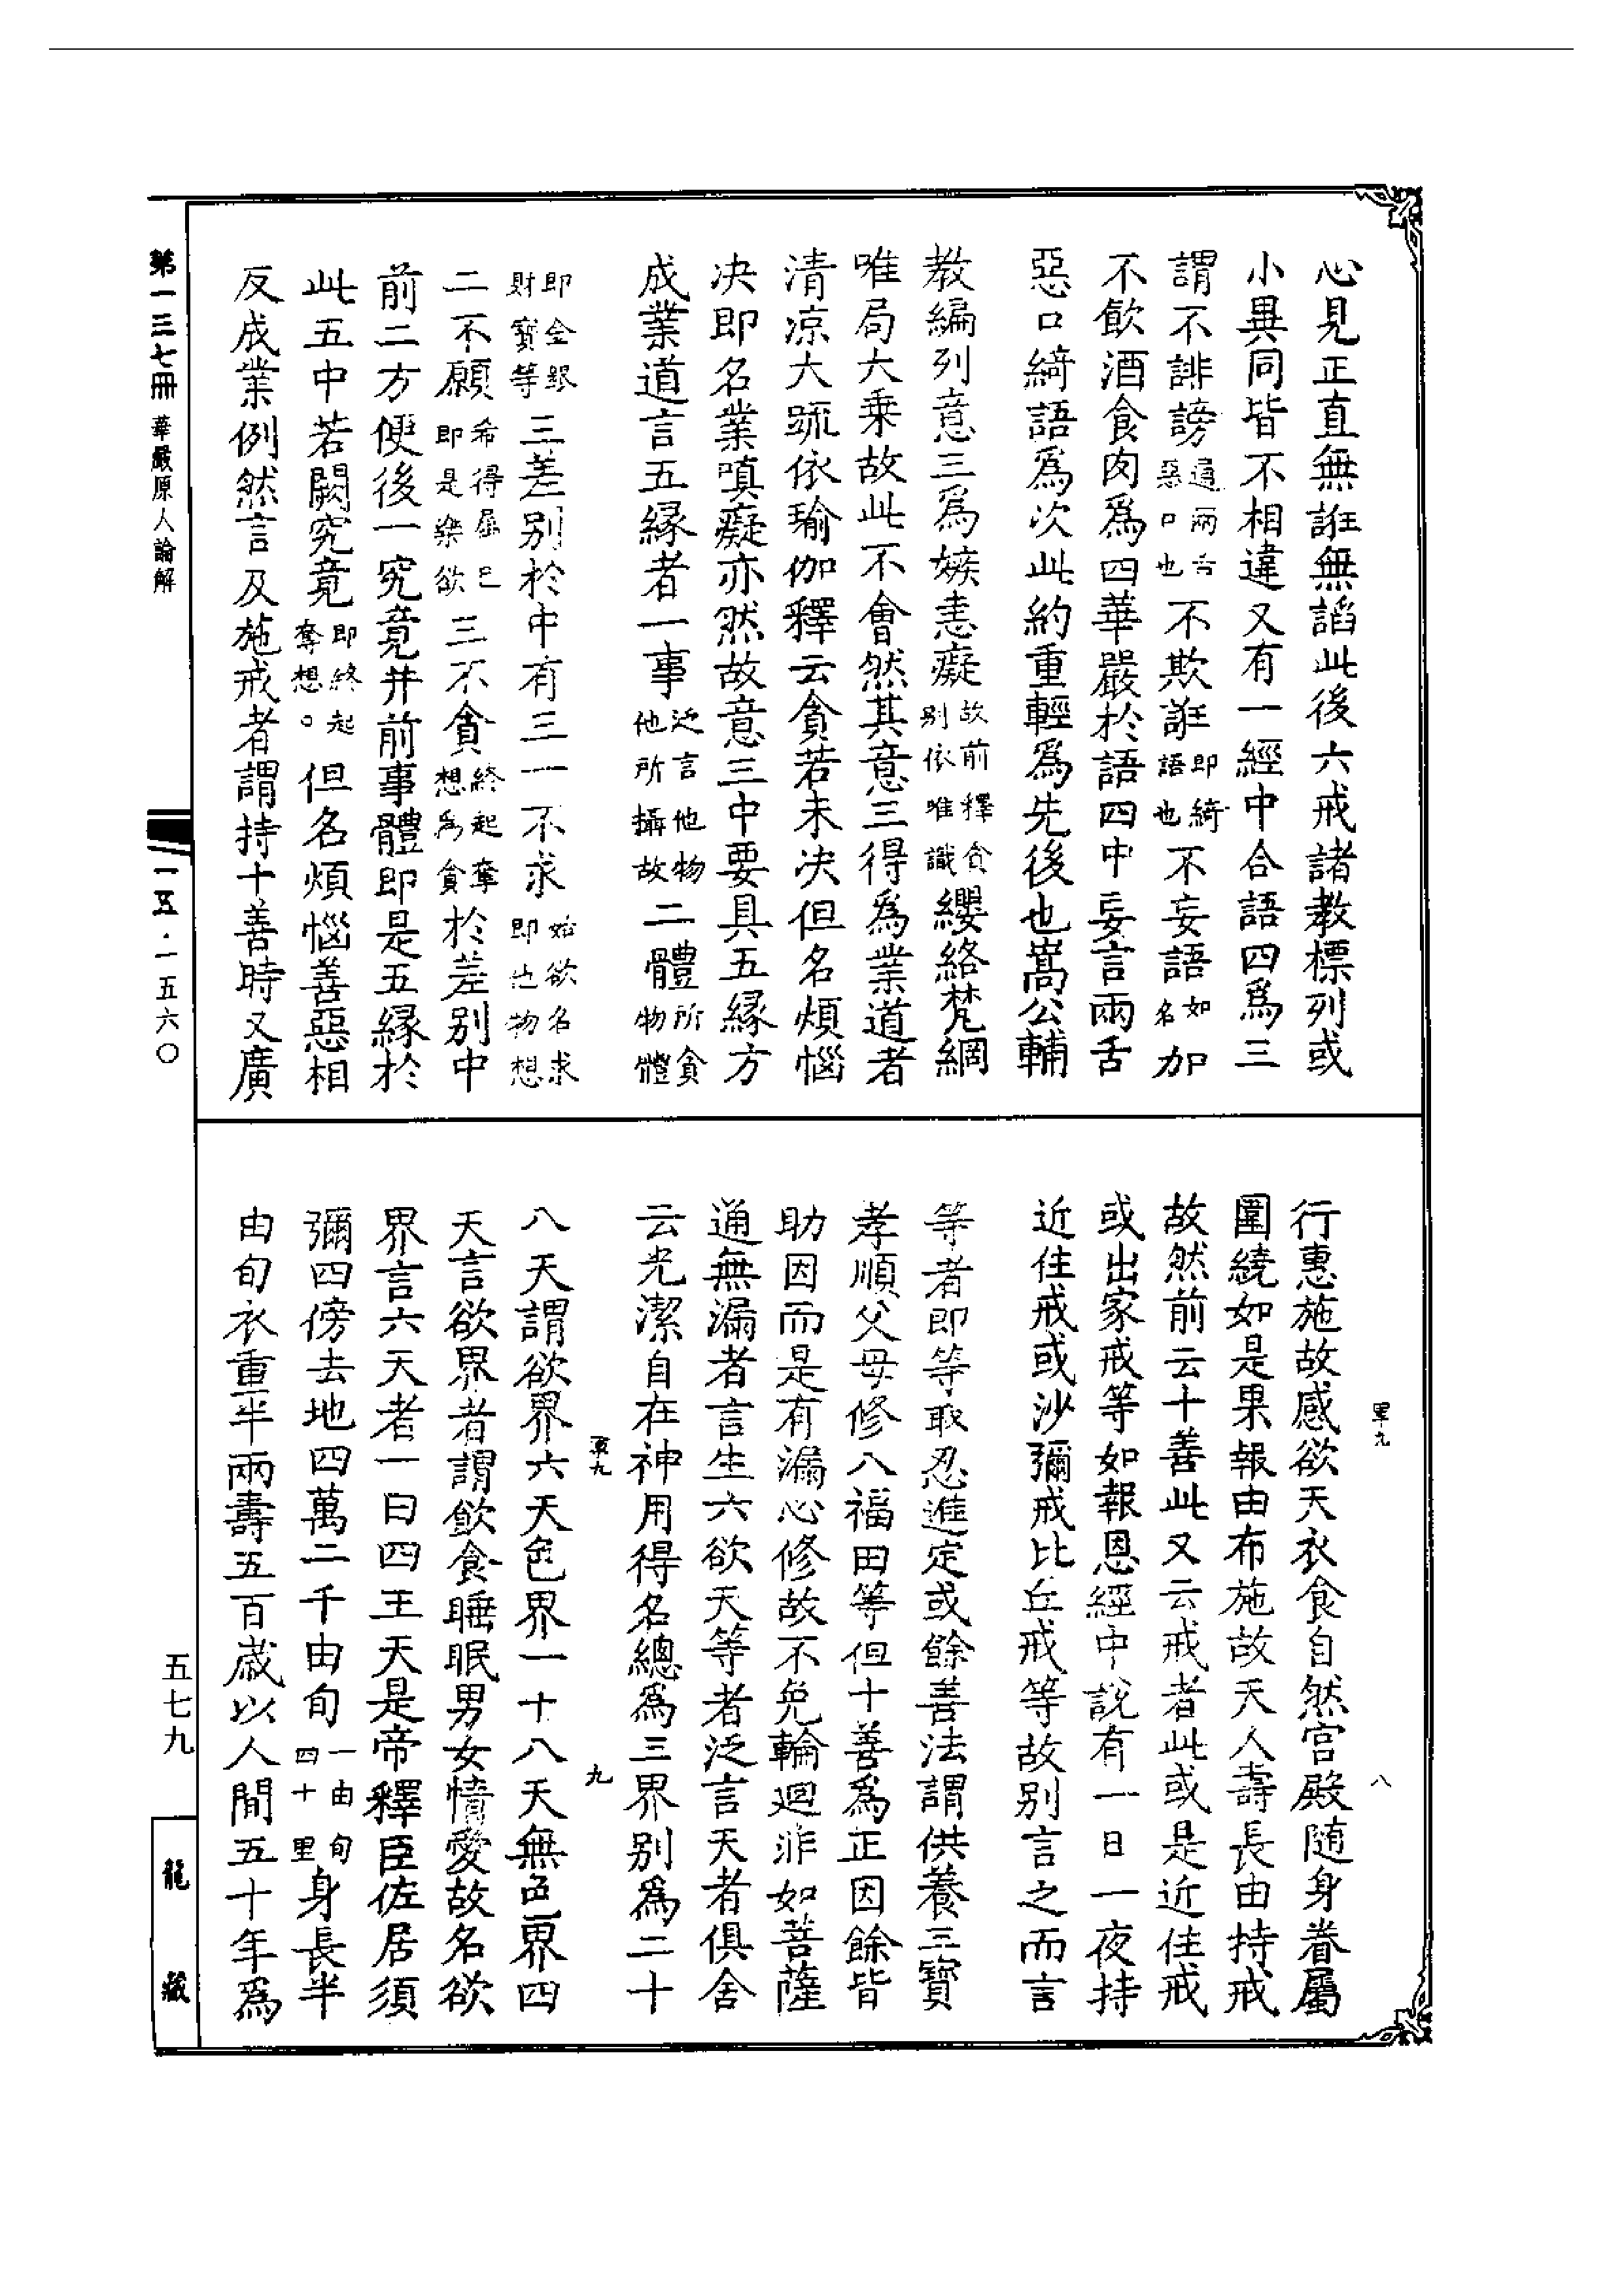 心見正直無誑無諂此後六戒諸教標列或
小異同皆不相違又有一經中合語四爲三
謂不誹謗通兩舌惡口也不欺誑即綺語也不妄語如名加
不飲酒食肉爲四華嚴於語四中妄言兩舌
惡口綺語爲次此約重輕爲先後也嵩公輔
教編列意三爲嫉恚癡故前釋貪別依唯識纓絡梵網
唯局大乗故此不會然其意三得爲業道者
清凉大疏依瑜伽釋云貪若未决但名煩惱
决即名業嗔癡亦然故意三中要具五緣方
成業道言五緣者一事泛言他物他所攝故二體所貪物體
即金銀財寶等三差别於中有三一不求始欲名求即也物想
二不願希得屬已即是樂欲三不貪終起奪想爲貪於差别中
前二方便後一究竟并前事體即是五緣於
此五中若闕究竟即終起奪想。但名煩惱善惡相
反成業例然言及施戒者謂持十善時又廣
行惠施故感欲天衣食自然宫殿随身眷屬
圍繞如是果報由布施故天人壽長由持戒
故然前云十善此又云戒者此或是近住戒
或出家戒等如報恩經中說有一日一夜持
近住戒或沙彌戒比丘戒等故别言之而言
等者即等取忍進定或餘善法謂供養三寶
孝順父母修八福田等但十善爲正因餘皆
助因而是有漏心修故不免輪迴非如菩薩
通無漏者言生六欲天等者泛言天者俱舍
云光潔自在神用得名總爲三界别爲二十
八天謂欲界六天色界一十八天無色界四
天言欲界者謂飲食睡眠男女情愛故名欲
界言六天者一曰四王天是帝釋臣佐居須
彌四傍去地四萬二千由旬一由旬四十里身長半
由旬衣重半兩壽五百歲以人間五十年爲
八
九
第一三七冊 華嚴原人論解
一五·一五六〇
五七九
龍藏